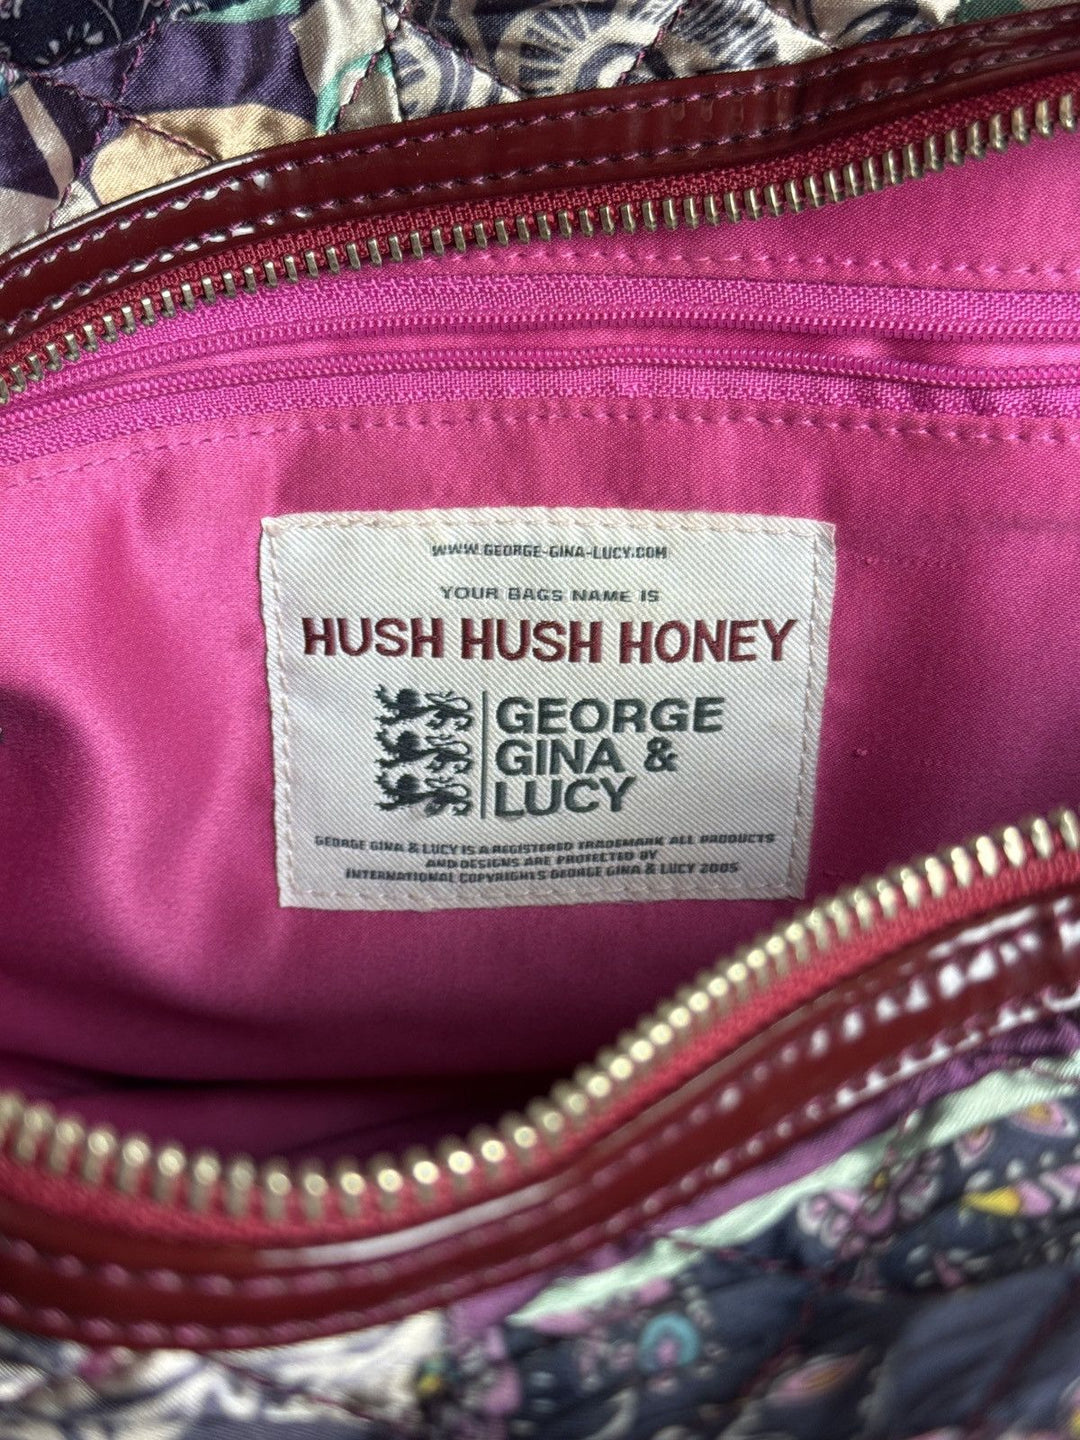 WWW.GEORGE-GINA-LUCY.COM
YOUR BAGS NAME IS
HUSH HUSH HONEY
GEORGE
GINA &
LUCY
GEORGE GINA & LUCY IS A REGISTERED TRADEMARK ALL PRODUCTS
AND DESIGNS ARE PROTECTED BY
INTERNATIONAL COPYRIGHTS GEORGE GINA & LUCY 2005